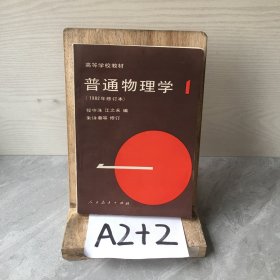 高等学校教材
普通物理学 1
(1982年修订本)
程守洙 江之永 编
朱泳春等 修订
人民教育出版社
A2+2